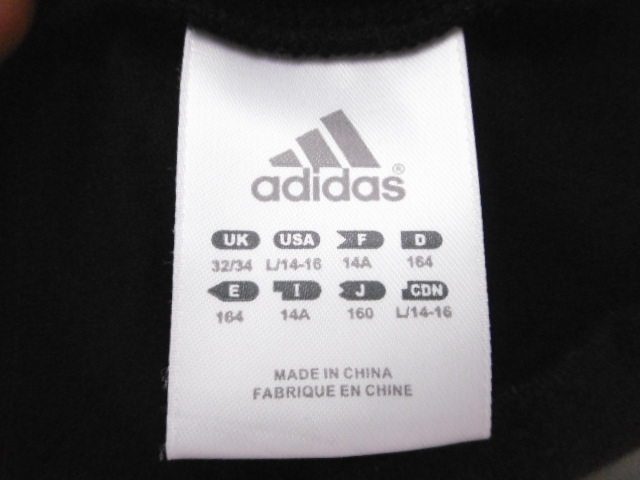 adidas®
UK USA F D
32/34 L/14-16 14A 164
E I J CDN
164 14A 160 L/14-16
MADE IN CHINA
FABRIQUE EN CHINE